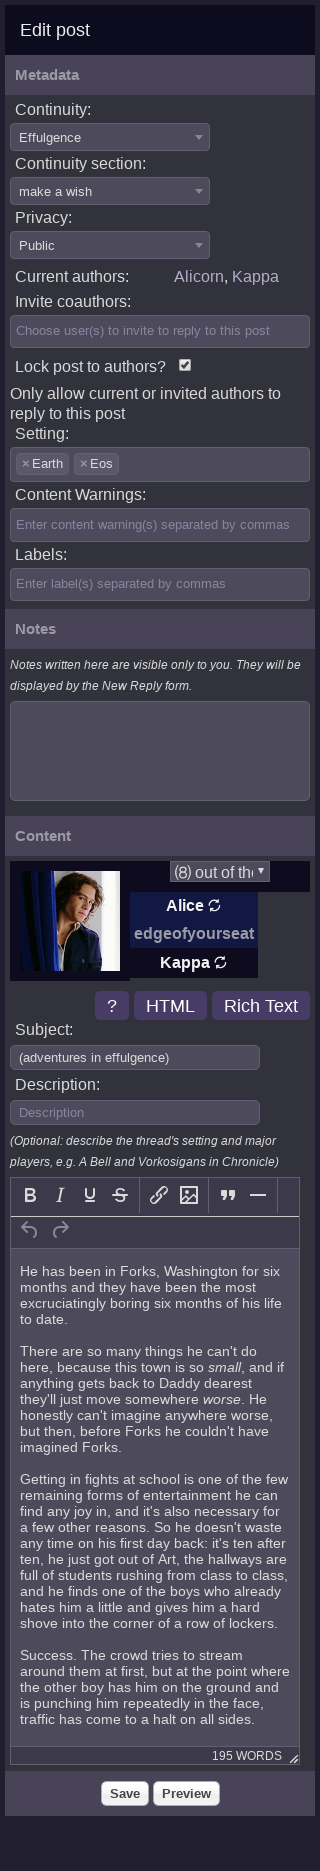 Edit post
Metadata
Continuity:
Effulgence
Continuity section:
make a wish
Privacy:
Public
Current authors: Alicorn, Kappa
Invite coauthors:
Choose user(s) to invite to reply to this post
Lock post to authors?
Only allow current or invited authors to
reply to this post
Setting:
×Earth ×Eos
Content Warnings:
Enter content warning(s) separated by commas
Labels:
Enter label(s) separated by commas
Notes
Notes written here are visible only to you. They will be
displayed by the New Reply form.
Content
(8) out of the
Alice
edgeofyourseat
Kappa
? HTML Rich Text
Subject:
(adventures in effulgence)
Description:
Description
(Optional: describe the thread's setting and major
players, e.g. A Bell and Vorkosigans in Chronicle)
B I U S
He has been in Forks, Washington for six
months and they have been the most
excruciatingly boring six months of his life
to date.
There are so many things he can't do
here, because this town is so small, and if
anything gets back to Daddy dearest
they'll just move somewhere worse. He
honestly can't imagine anywhere worse,
but then, before Forks he couldn't have
imagined Forks.
Getting in fights at school is one of the few
remaining forms of entertainment he can
find any joy in, and it's also necessary for
a few other reasons. So he doesn't waste
any time on his first day back: it's ten after
ten, he just got out of Art, the hallways are
full of students rushing from class to class,
and he finds one of the boys who already
hates him a little and gives him a hard
shove into the corner of a row of lockers.
Success. The crowd tries to stream
around them at first, but at the point where
the other boy has him on the ground and
is punching him repeatedly in the face,
traffic has come to a halt on all sides.
195 WORDS
Save Preview